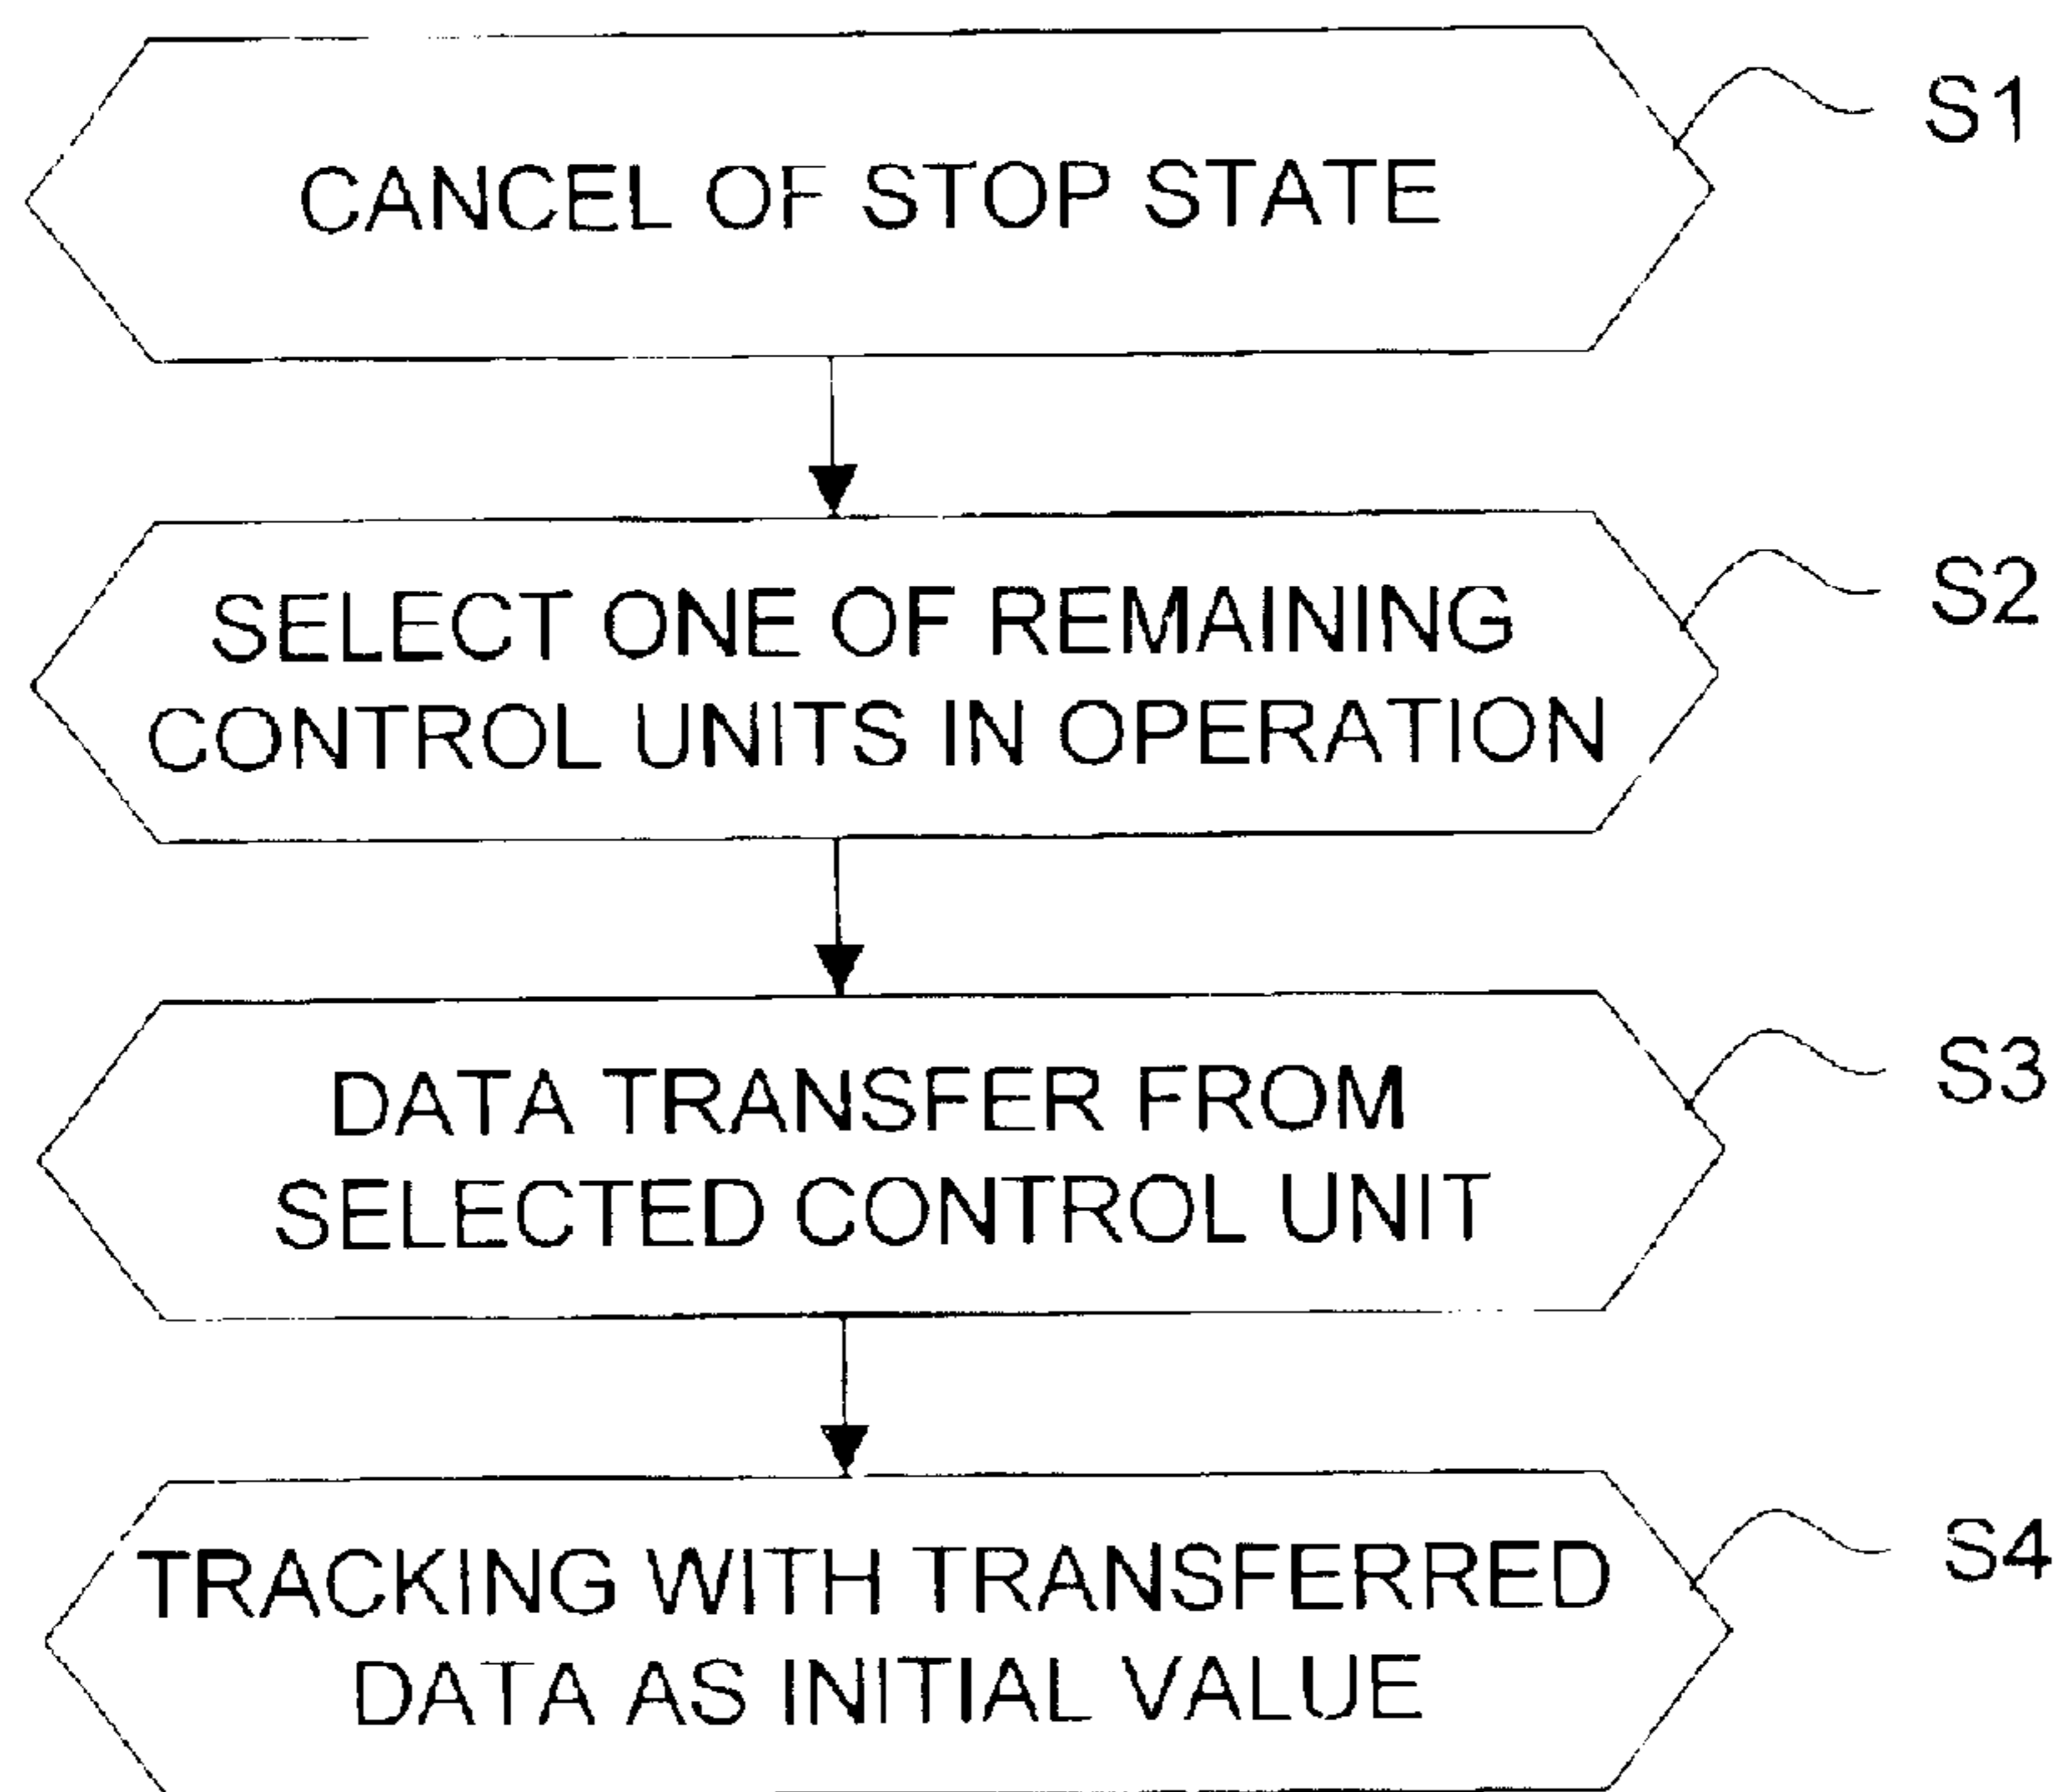 S1
CANCEL OF STOP STATE
S2
SELECT ONE OF REMAINING
CONTROL UNITS IN OPERATION
S3
DATA TRANSFER FROM
SELECTED CONTROL UNIT
S4
TRACKING WITH TRANSFERRED
DATA AS INITIAL VALUE